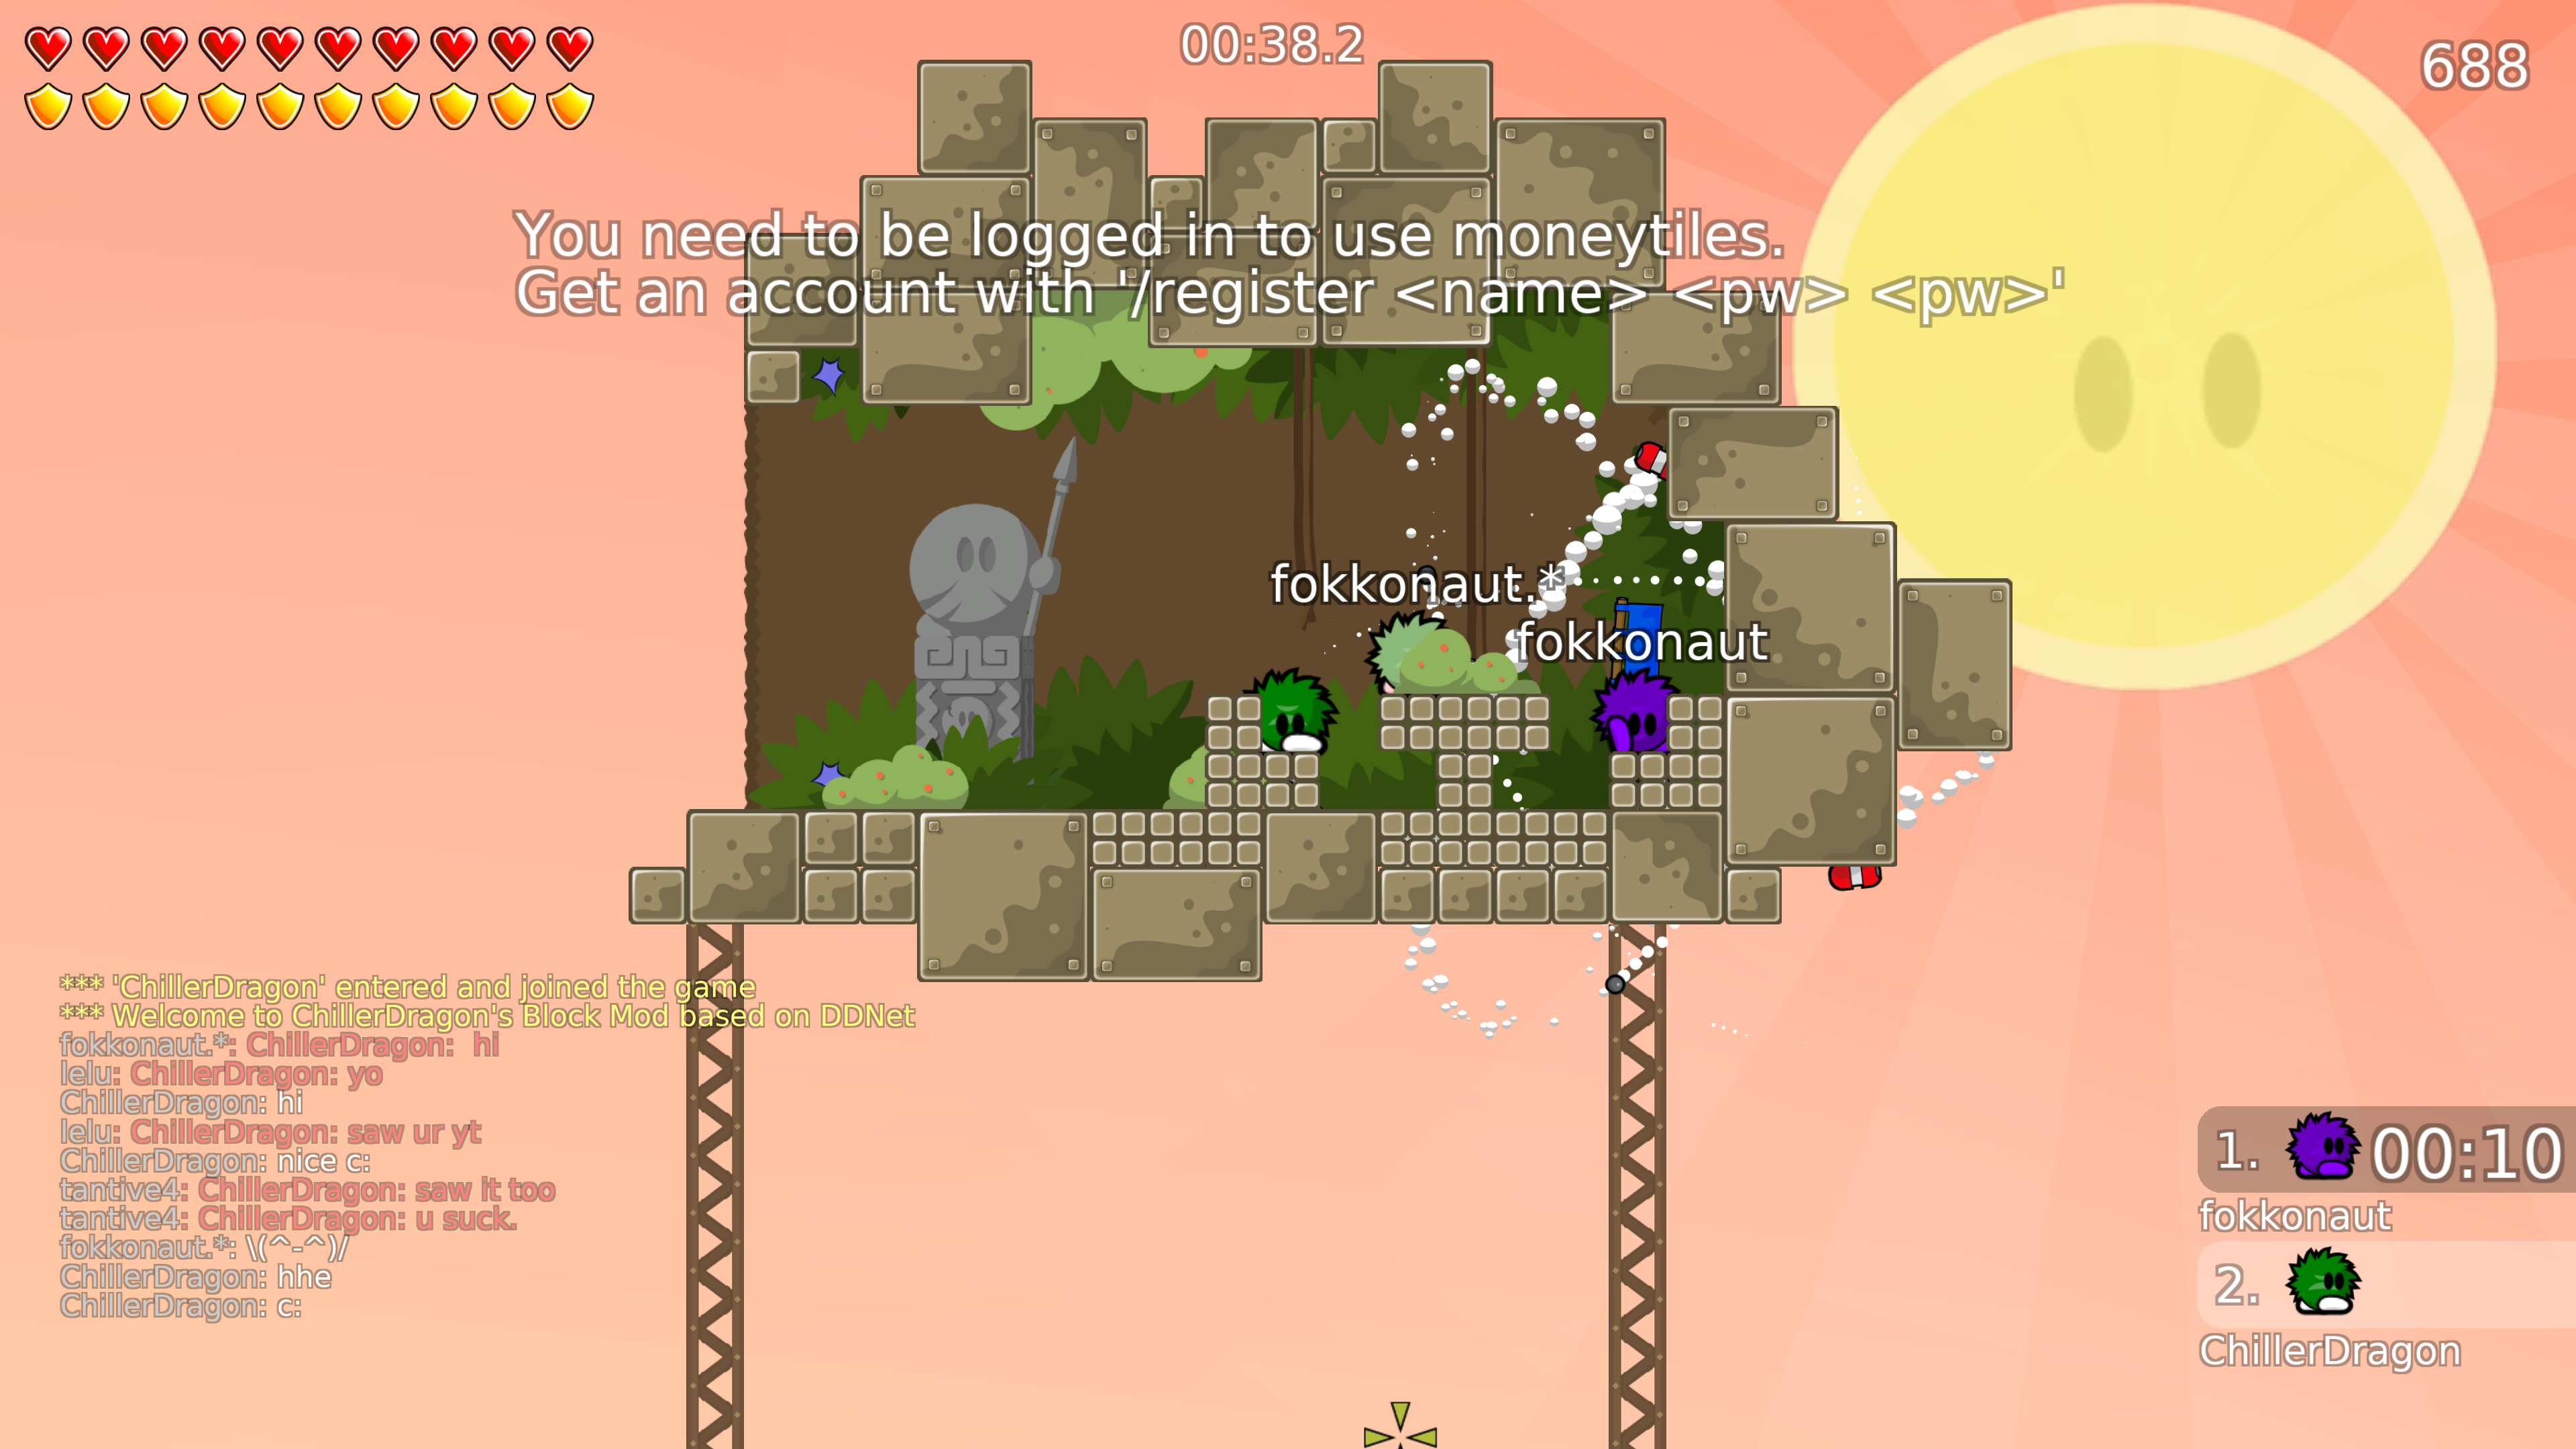 00:38.2
688
You need to be logged in to use moneytiles.
Get an account with '/register <name> <pw> <pw>'
fokkonaut.*
fokkonaut
*** 'ChillerDragon' entered and joined the game
*** Welcome to ChillerDragon's Block Mod based on DDNet
fokkonaut.*: ChillerDragon:  hi
lelu: ChillerDragon: yo
ChillerDragon: hi
lelu: ChillerDragon: saw ur yt
ChillerDragon: nice c:
tantive4: ChillerDragon: saw it too
tantive4: ChillerDragon: u suck.
fokkonaut.*: \(^-^)/
ChillerDragon: hhe
ChillerDragon: c:
1. 00:10
fokkonaut
2.
ChillerDragon